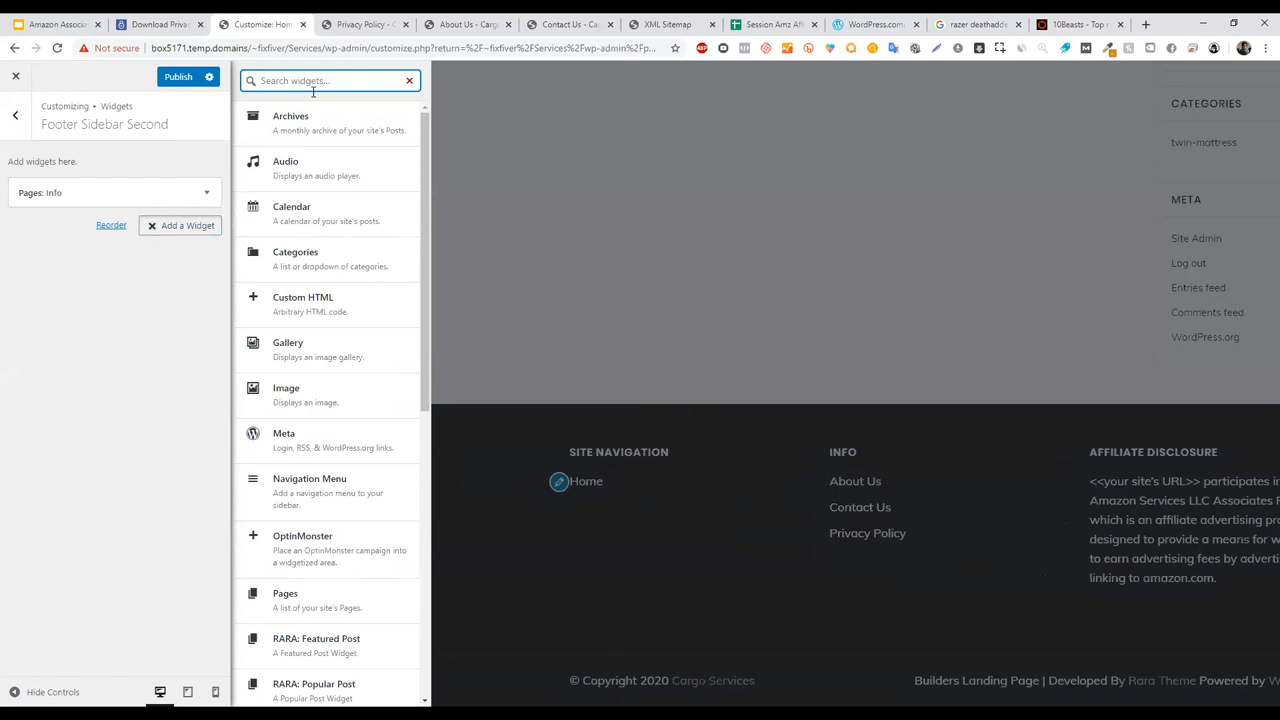 Amazon Associa
Download Privac
Customize: Hom
Privacy Policy - C
About Us - Cargo
Contact Us - Carg
XML Sitemap
Session Amz Affi
WordPress.com:
razer deathadde
10Beasts - Top r
Not secure
box5171.temp.domains/~fixfiver/Services/wp-admin/customize.php?return=%2F~fixfiver%2FServices%2Fwp-admin%2Fp...
Publish
Customizing ▸ Widgets
Footer Sidebar Second
Add widgets here.
Pages: Info
Reorder
Add a Widget
Search widgets...
Archives
A monthly archive of your site's Posts.
Audio
Displays an audio player.
Calendar
A calendar of your site's posts.
Categories
A list or dropdown of categories.
Custom HTML
Arbitrary HTML code.
Gallery
Displays an image gallery.
Image
Displays an image.
Meta
Login, RSS, & WordPress.org links.
Navigation Menu
Add a navigation menu to your
sidebar.
OptinMonster
Place an OptinMonster campaign into
a widgetized area.
Pages
A list of your site's Pages.
RARA: Featured Post
A Featured Post Widget
RARA: Popular Post
A Popular Post Widget
Hide Controls
CATEGORIES
twin-mattress
META
Site Admin
Log out
Entries feed
Comments feed
WordPress.org
SITE NAVIGATION
Home
INFO
About Us
Contact Us
Privacy Policy
AFFILIATE DISCLOSURE
<<your site's URL>> participates in
Amazon Services LLC Associates P
which is an affiliate advertising pro
designed to provide a means for w
to earn advertising fees by advertis
linking to amazon.com.
© Copyright 2020 Cargo Services
Builders Landing Page | Developed By Rara Theme Powered by W